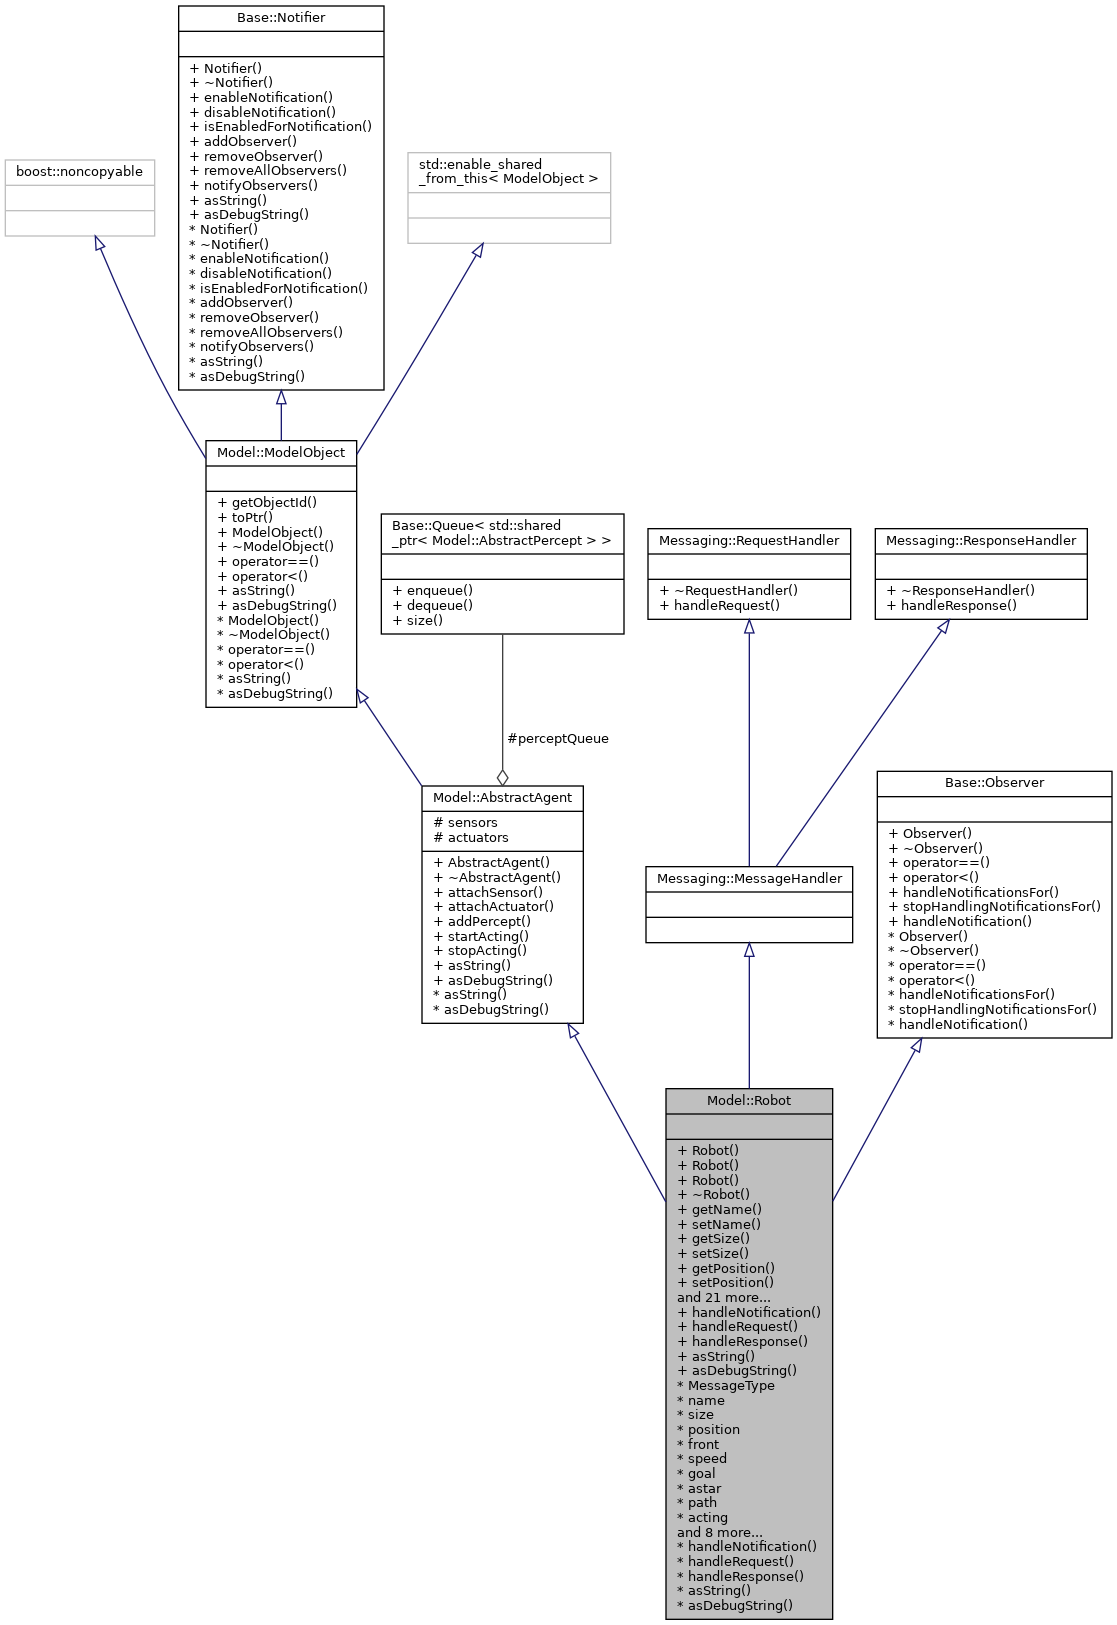 Base::Notifier
+ Notifier()
+ ~Notifier()
+ enableNotification()
+ disableNotification()
+ isEnabledForNotification()
+ addObserver()
+ removeObserver()
+ removeAllObservers()
+ notifyObservers()
+ asString()
+ asDebugString()
* Notifier()
* ~Notifier()
* enableNotification()
* disableNotification()
* isEnabledForNotification()
* addObserver()
* removeObserver()
* removeAllObservers()
* notifyObservers()
* asString()
* asDebugString()
boost::noncopyable
std::enable_shared
_from_this< ModelObject >
Model::ModelObject
+ getObjectId()
+ toPtr()
+ ModelObject()
+ ~ModelObject()
+ operator==()
+ operator<()
+ asString()
+ asDebugString()
* ModelObject()
* ~ModelObject()
* operator==()
* operator<()
* asString()
* asDebugString()
Base::Queue< std::shared
_ptr< Model::AbstractPercept > >
+ enqueue()
+ dequeue()
+ size()
Messaging::RequestHandler
+ ~RequestHandler()
+ handleRequest()
Messaging::ResponseHandler
+ ~ResponseHandler()
+ handleResponse()
#perceptQueue
Model::AbstractAgent
# sensors
# actuators
+ AbstractAgent()
+ ~AbstractAgent()
+ attachSensor()
+ attachActuator()
+ addPercept()
+ startActing()
+ stopActing()
+ asString()
+ asDebugString()
* asString()
* asDebugString()
Messaging::MessageHandler
Base::Observer
+ Observer()
+ ~Observer()
+ operator==()
+ operator<()
+ handleNotificationsFor()
+ stopHandlingNotificationsFor()
+ handleNotification()
* Observer()
* ~Observer()
* operator==()
* operator<()
* handleNotificationsFor()
* stopHandlingNotificationsFor()
* handleNotification()
Model::Robot
+ Robot()
+ Robot()
+ Robot()
+ ~Robot()
+ getName()
+ setName()
+ getSize()
+ setSize()
+ getPosition()
+ setPosition()
and 21 more...
+ handleNotification()
+ handleRequest()
+ handleResponse()
+ asString()
+ asDebugString()
* MessageType
* name
* size
* position
* front
* speed
* goal
* astar
* path
* acting
and 8 more...
* handleNotification()
* handleRequest()
* handleResponse()
* asString()
* asDebugString()